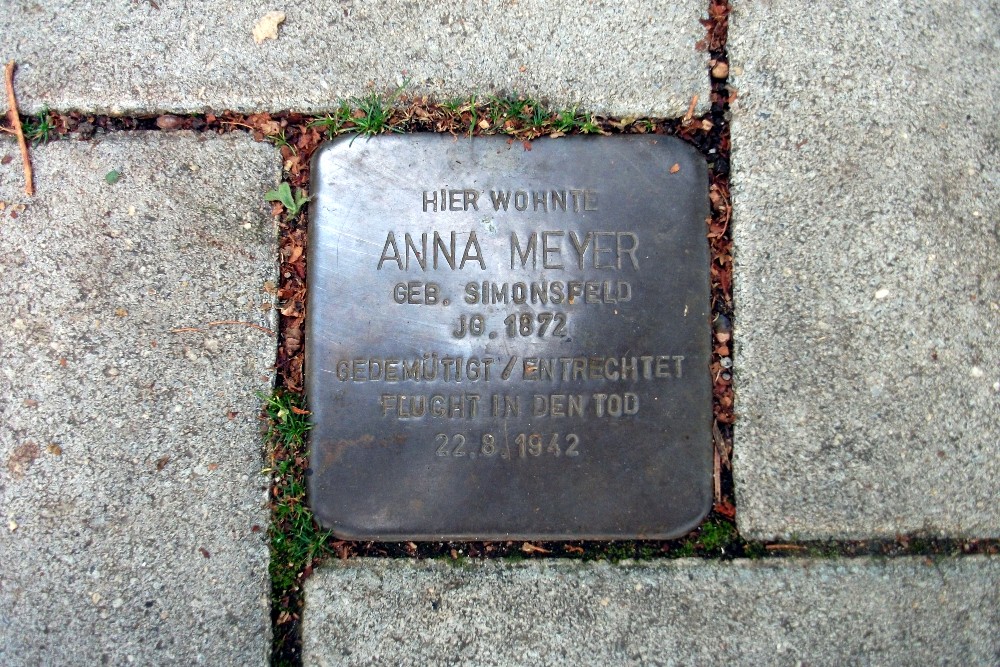 HIER WOHNTE
ANNA MEYER
GEB. SIMONSFELD
JG. 1872
GEDEMÜTIGT / ENTRECHTET
FLUCHT IN DEN TOD
22.8.1942